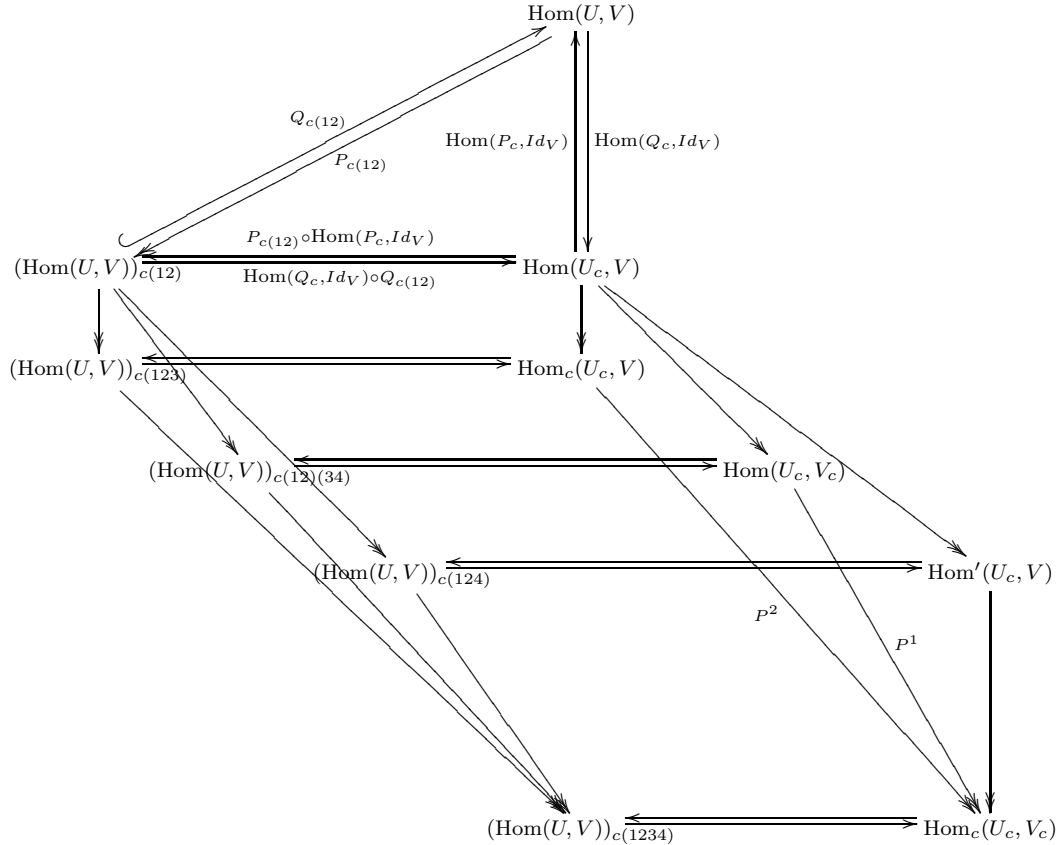 Hom(U, V)
Q_{c(12)}
Hom(P_c,Id_V)
Hom(Q_c,Id_V)
P_{c(12)}
P_{c(12)}∘Hom(P_c,Id_V)
(Hom(U, V))_{c(12)}
Hom(U_c, V)
Hom(Q_c,Id_V)∘Q_{c(12)}
(Hom(U, V))_{c(123)}
Hom_c(U_c, V)
(Hom(U, V))_{c(12)(34)}
Hom(U_c, V_c)
(Hom(U, V))_{c(124)}
Hom′(U_c, V)
P^2
P^1
(Hom(U, V))_{c(1234)}
Hom_c(U_c, V_c)